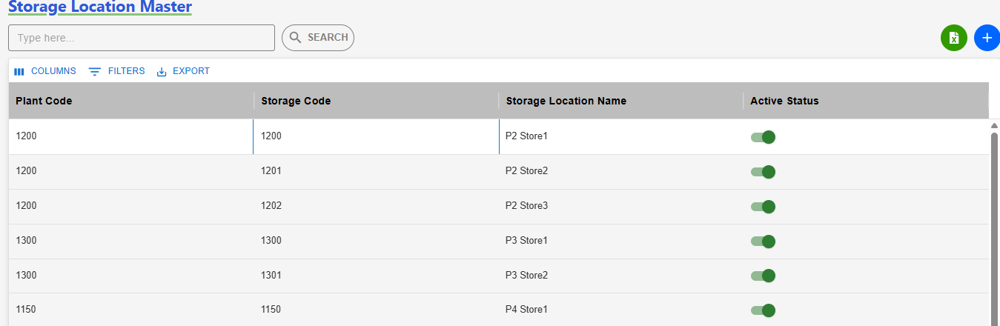 Storage Location Master
Type here... SEARCH
COLUMNS FILTERS EXPORT
Plant Code Storage Code Storage Location Name Active Status
1200 1200 P2 Store1
1200 1201 P2 Store2
1200 1202 P2 Store3
1300 1300 P3 Store1
1300 1301 P3 Store2
1150 1150 P4 Store1